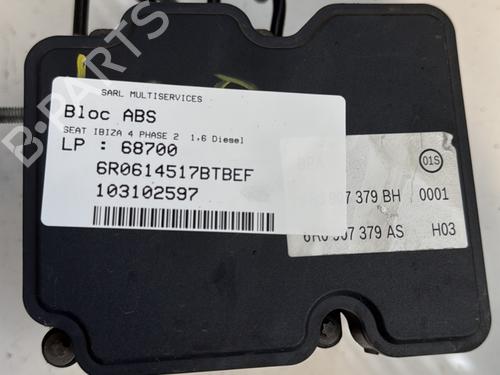 SARL MULTISERVICES
Bloc ABS
SEAT IBIZA 4 PHASE 2 1,6 Diesel
LP : 68700
6R0614517BTBEF
103102597
01S
379 BH 0001
6R0 907 379 AS H03
B-PARTS